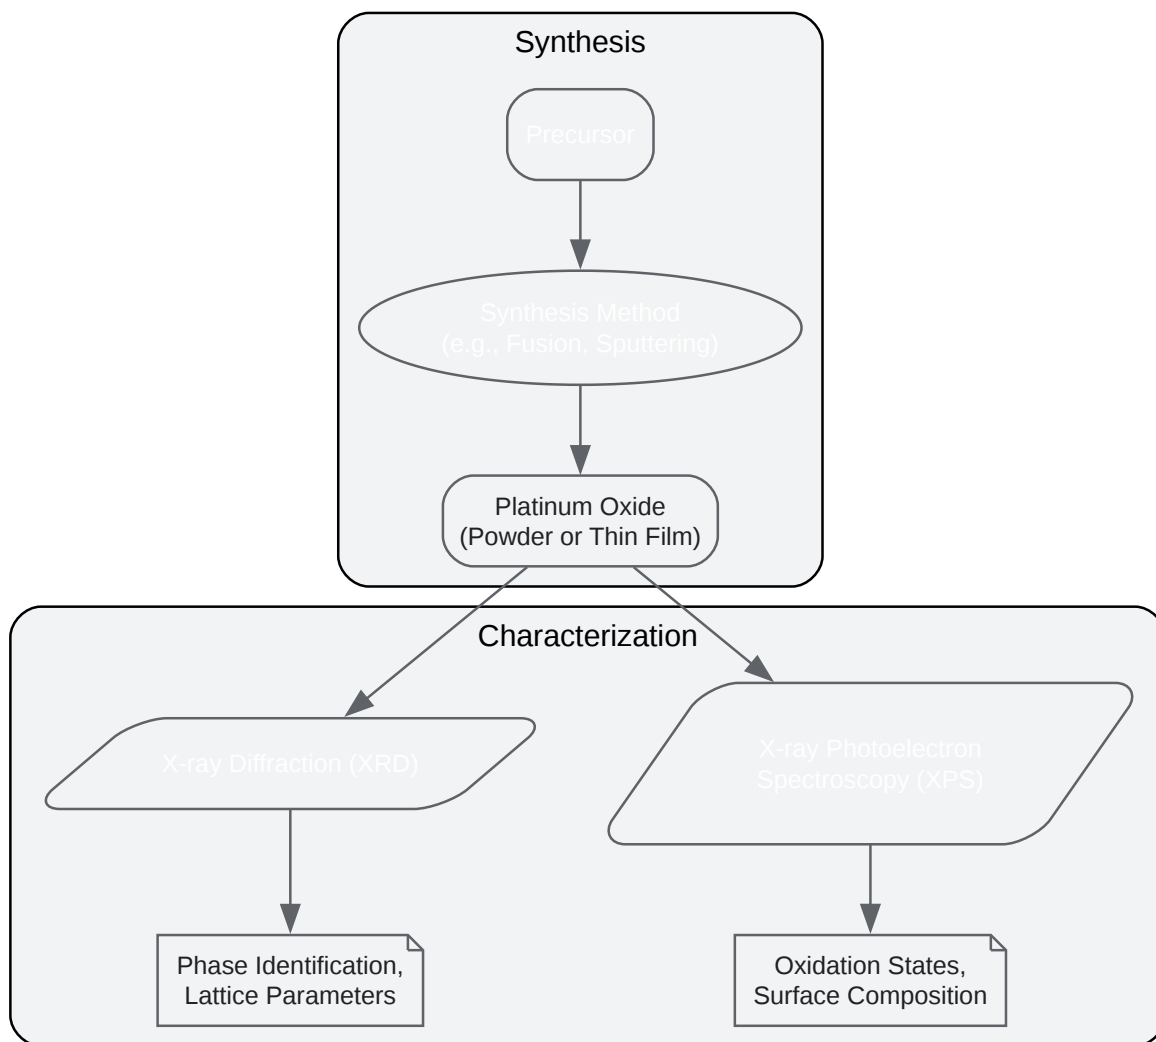 Synthesis
Precursor
Synthesis Method
(e.g., Fusion, Sputtering)
Platinum Oxide
(Powder or Thin Film)
Characterization
X-ray Diffraction (XRD)
X-ray Photoelectron
Spectroscopy (XPS)
Phase Identification,
Lattice Parameters
Oxidation States,
Surface Composition